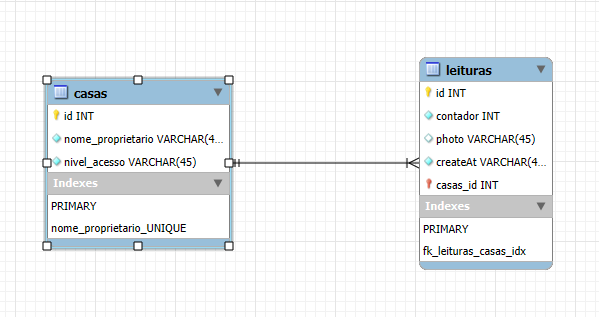 casas
id INT
nome_proprietario VARCHAR(4...
nivel_acesso VARCHAR(45)
Indexes
PRIMARY
nome_proprietario_UNIQUE
leituras
id INT
contador INT
photo VARCHAR(45)
createAt VARCHAR(4...
casas_id INT
Indexes
PRIMARY
fk_leituras_casas_idx